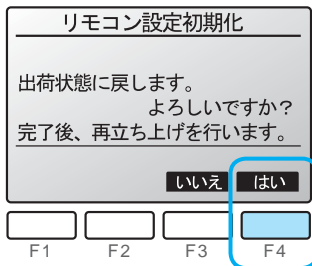 リモコン設定初期化
出荷状態に戻します。
よろしいですか?
完了後、再立ち上げを行います。
いいえ はい
F1 F2 F3 F4